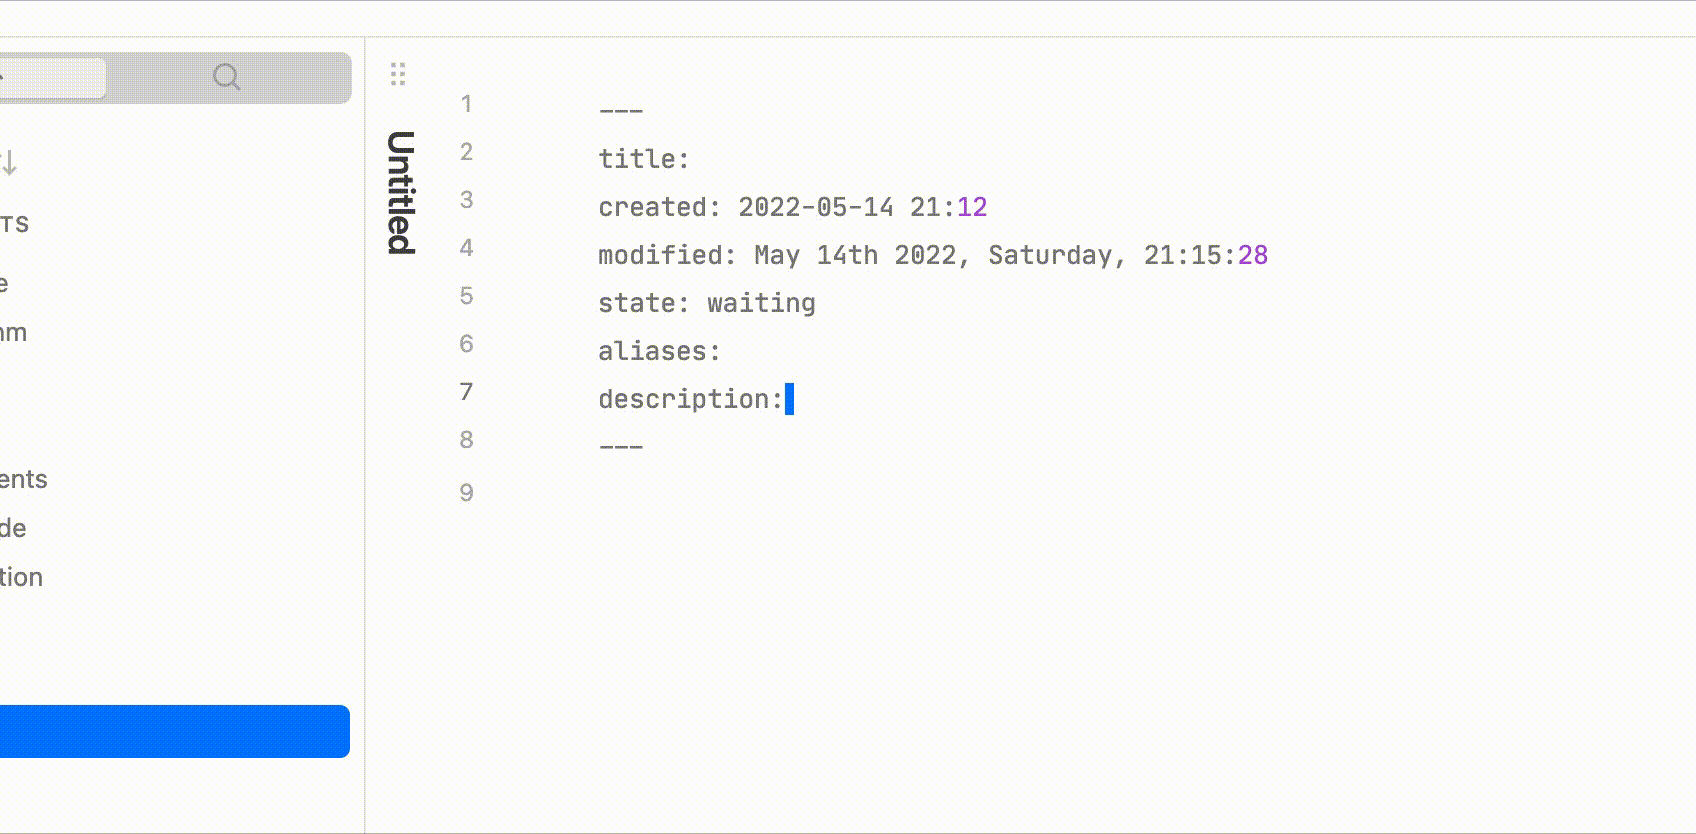 TS
e
ents
de
tion
Untitled
1 ---
2 title:
3 created: 2022-05-14 21:12
4 modified: May 14th 2022, Saturday, 21:15:28
5 state: waiting
6 aliases:
7 description:
8 ---
9